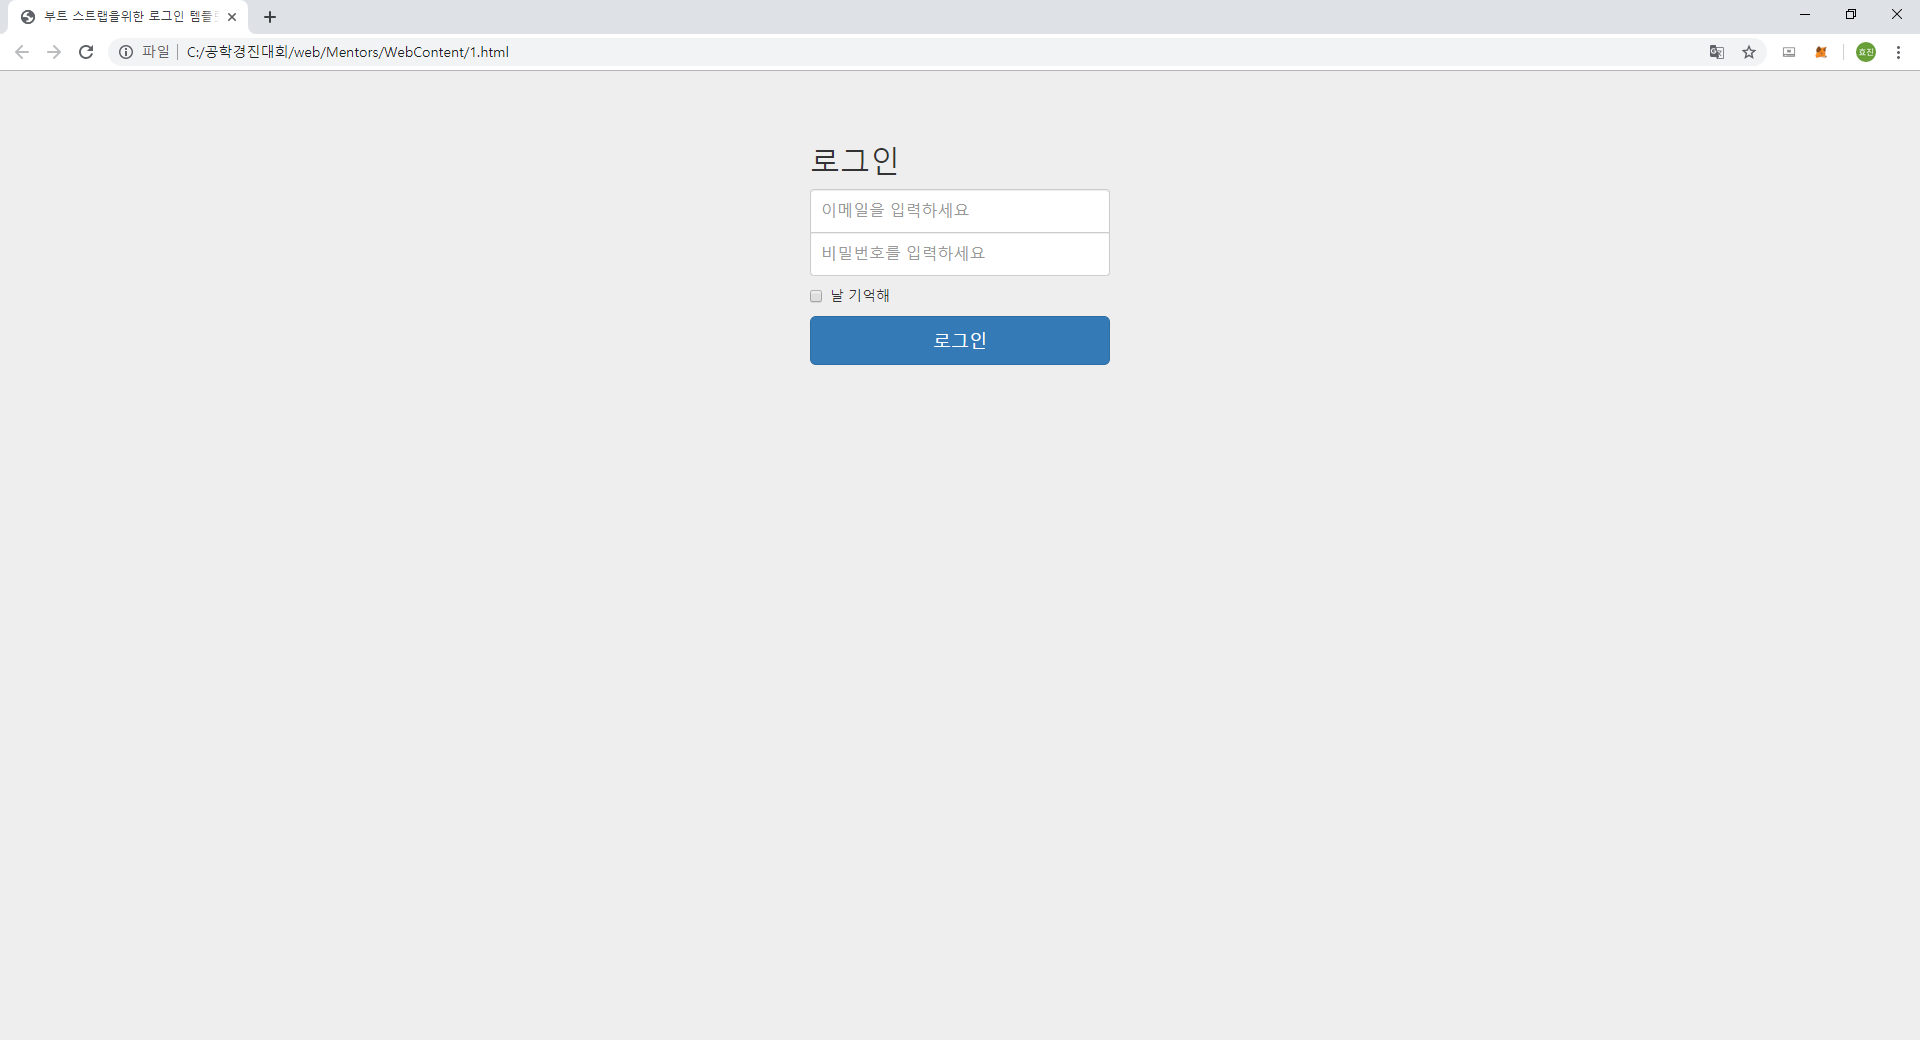 부트 스트랩을위한 로그인 템플
파일
C:/공학경진대회/web/Mentors/WebContent/1.html
효진
로그인
이메일을 입력하세요
비밀번호를 입력하세요
날 기억해
로그인